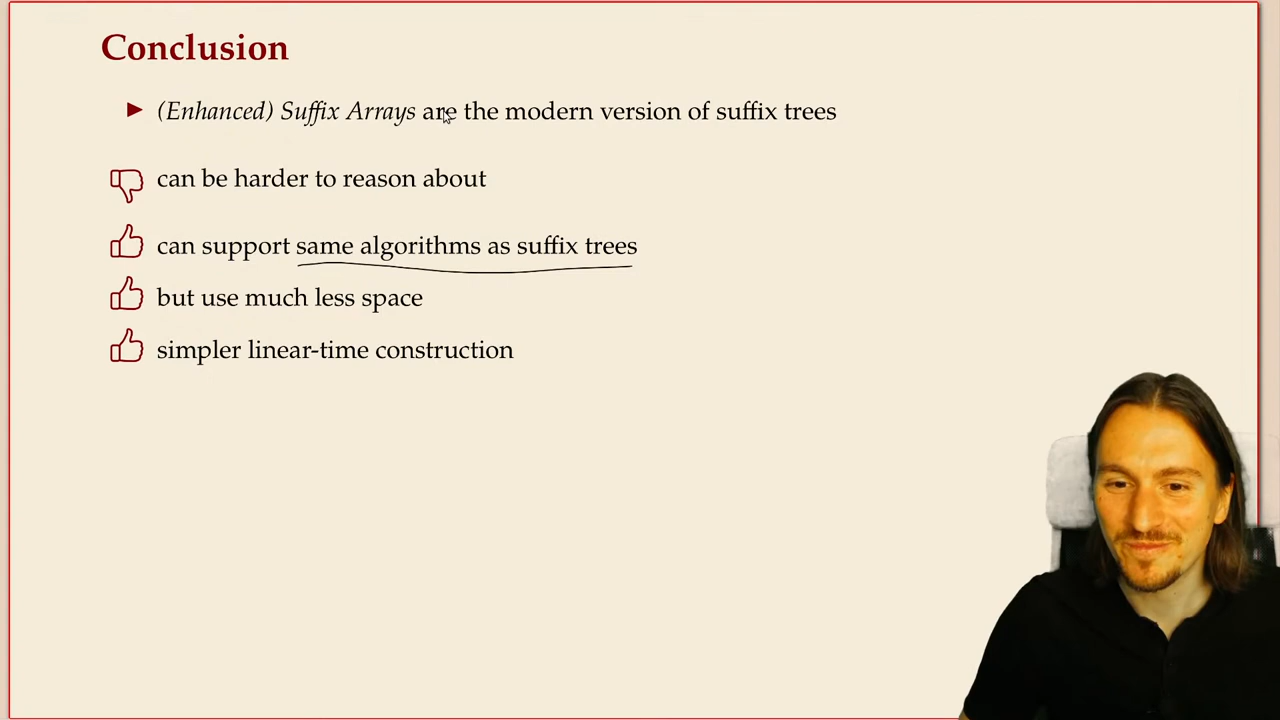 Conclusion
(Enhanced) Suffix Arrays are the modern version of suffix trees
can be harder to reason about
can support same algorithms as suffix trees
but use much less space
simpler linear-time construction